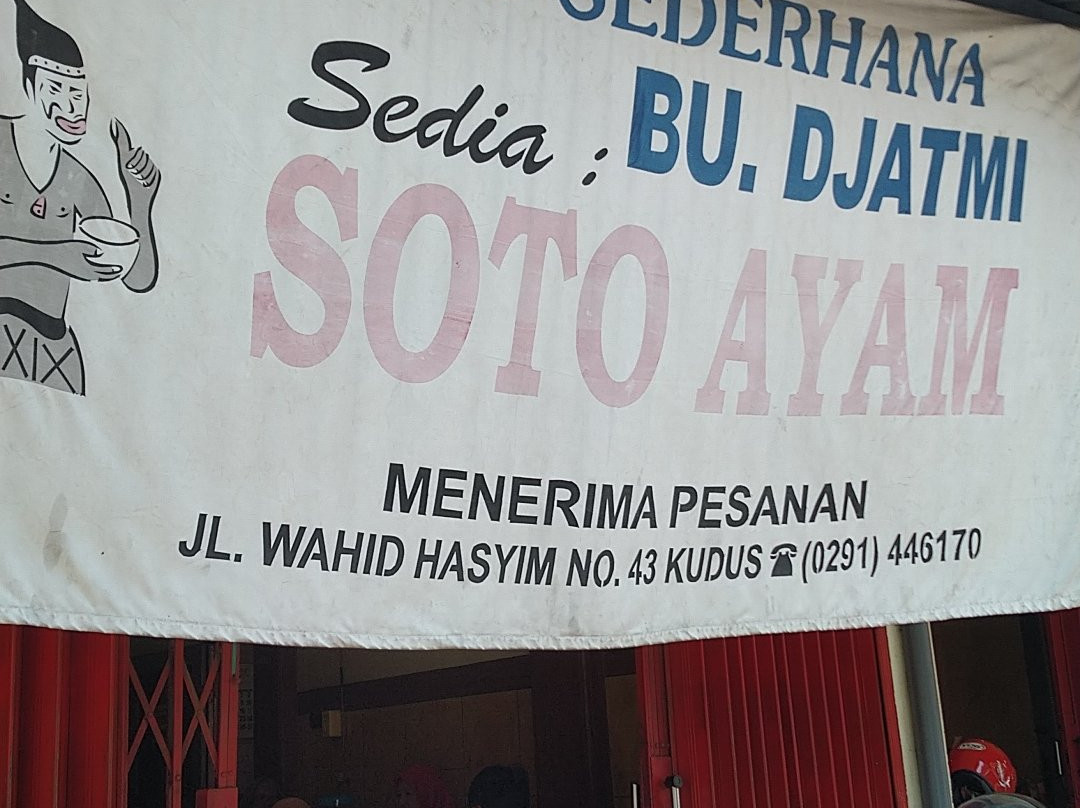 SEDERHANA
BU. DJATMI
Sedia :
SOTO AYAM
MENERIMA PESANAN
JL. WAHID HASYIM NO. 43 KUDUS ☎ (0291) 446170